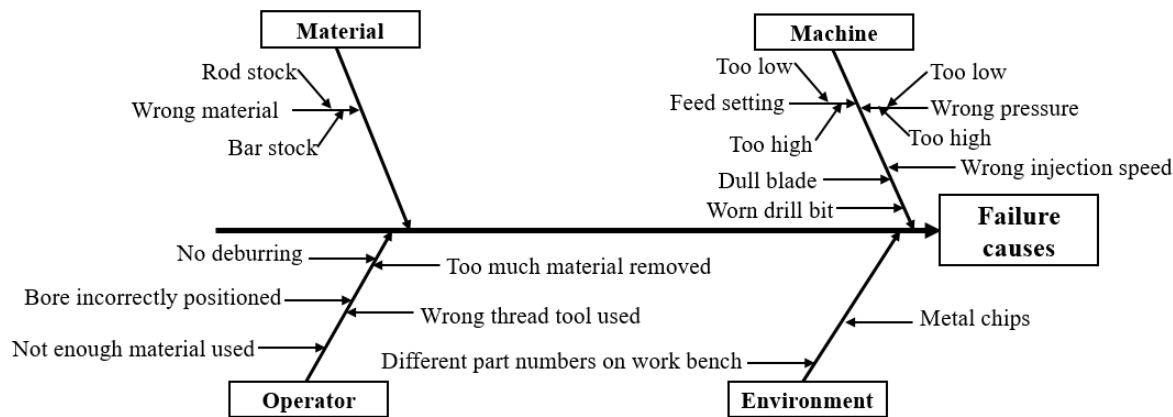 Material
Machine
Rod stock
Too low
Too low
Wrong material
Feed setting
Wrong pressure
Bar stock
Too high
Too high
Wrong injection speed
Dull blade
Worn drill bit
Failure
causes
No deburring
Too much material removed
Bore incorrectly positioned
Wrong thread tool used
Metal chips
Not enough material used
Different part numbers on work bench
Operator
Environment